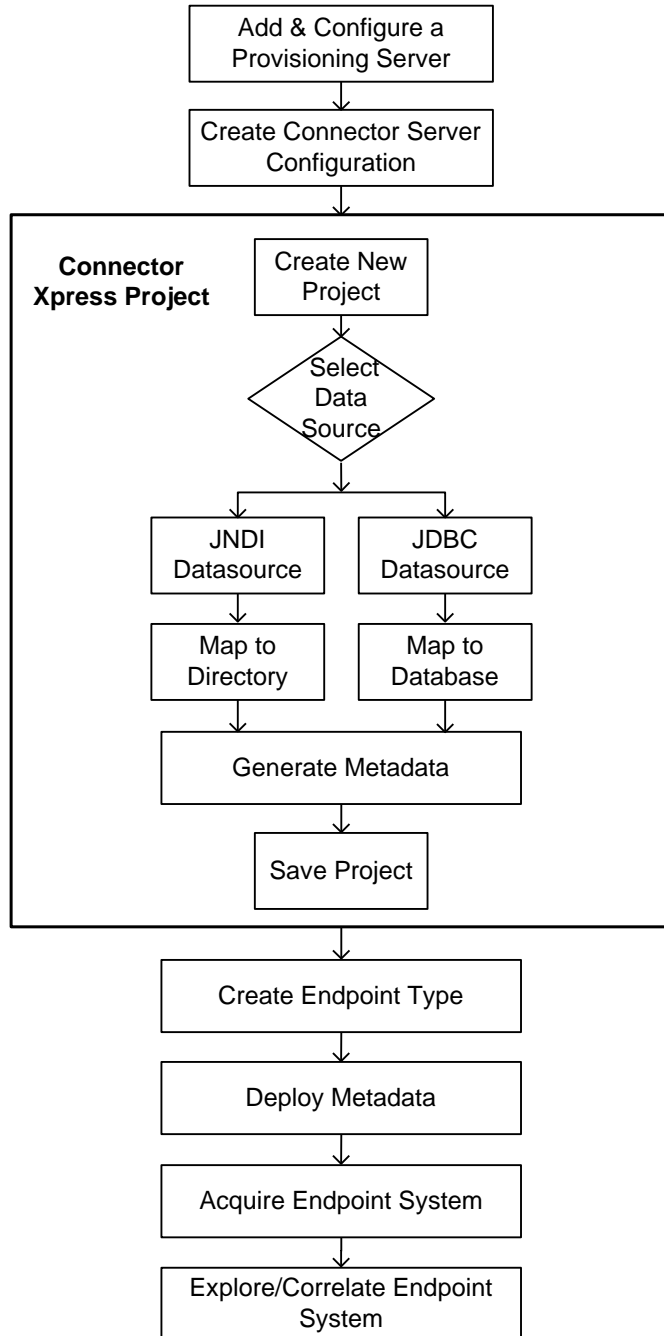 Add & Configure a
Provisioning Server
Create Connector Server
Configuration
Connector
Xpress Project
Create New
Project
Select
Data
Source
JNDI
Datasource
JDBC
Datasource
Map to
Directory
Map to
Database
Generate Metadata
Save Project
Create Endpoint Type
Deploy Metadata
Acquire Endpoint System
Explore/Correlate Endpoint
System